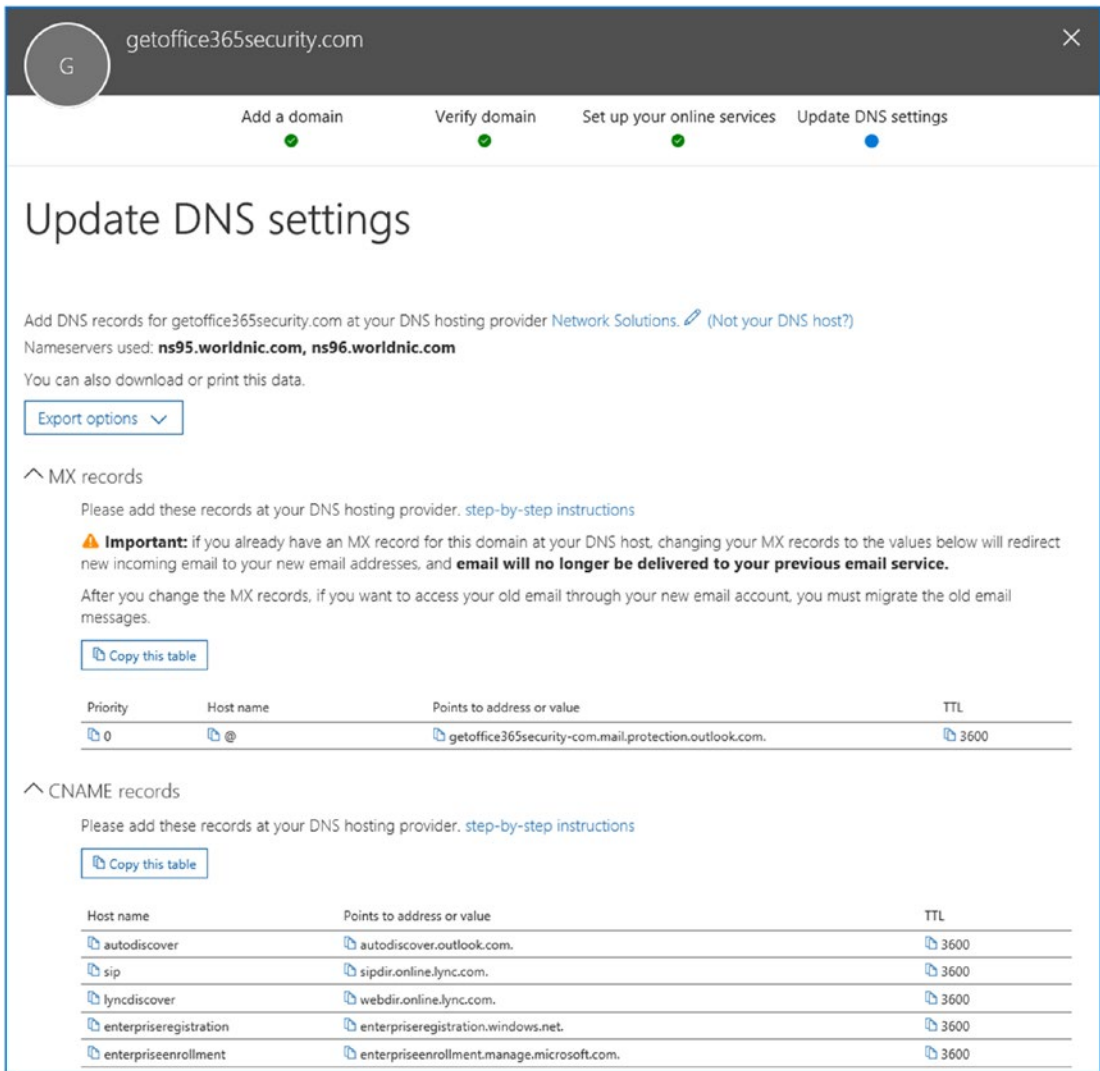 getoffice365security.com
G
Add a domain Verify domain Set up your online services Update DNS settings
Update DNS settings
Add DNS records for getoffice365security.com at your DNS hosting provider Network Solutions. (Not your DNS host?)
Nameservers used: ns95.worldnic.com, ns96.worldnic.com
You can also download or print this data.
Export options
MX records
Please add these records at your DNS hosting provider. step-by-step instructions
Important: if you already have an MX record for this domain at your DNS host, changing your MX records to the values below will redirect
new incoming email to your new email addresses, and email will no longer be delivered to your previous email service.
After you change the MX records, if you want to access your old email through your new email account, you must migrate the old email
messages.
Copy this table
Priority Host name Points to address or value TTL
0 @ getoffice365security-com.mail.protection.outlook.com. 3600
CNAME records
Please add these records at your DNS hosting provider. step-by-step instructions
Copy this table
Host name Points to address or value TTL
autodiscover autodiscover.outlook.com. 3600
sip sipdir.online.lync.com. 3600
lyncdiscover webdir.online.lync.com. 3600
enterpriseregistration enterpriseregistration.windows.net. 3600
enterpriseenrollment enterpriseenrollment.manage.microsoft.com. 3600